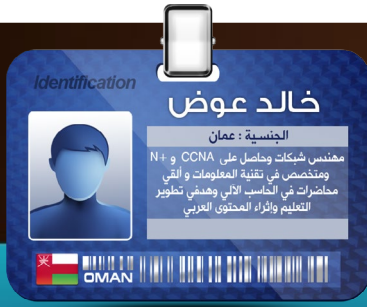 Identification
خالد عوض
الجنسية : عمان
مهندس شبكات وحاصل على CCNA و +N
ومتخصص في تقنية المعلومات و ألقي
محاضرات في الحاسب الآلي وهدفي تطوير
التعليم وإثراء المحتوى العربي
OMAN